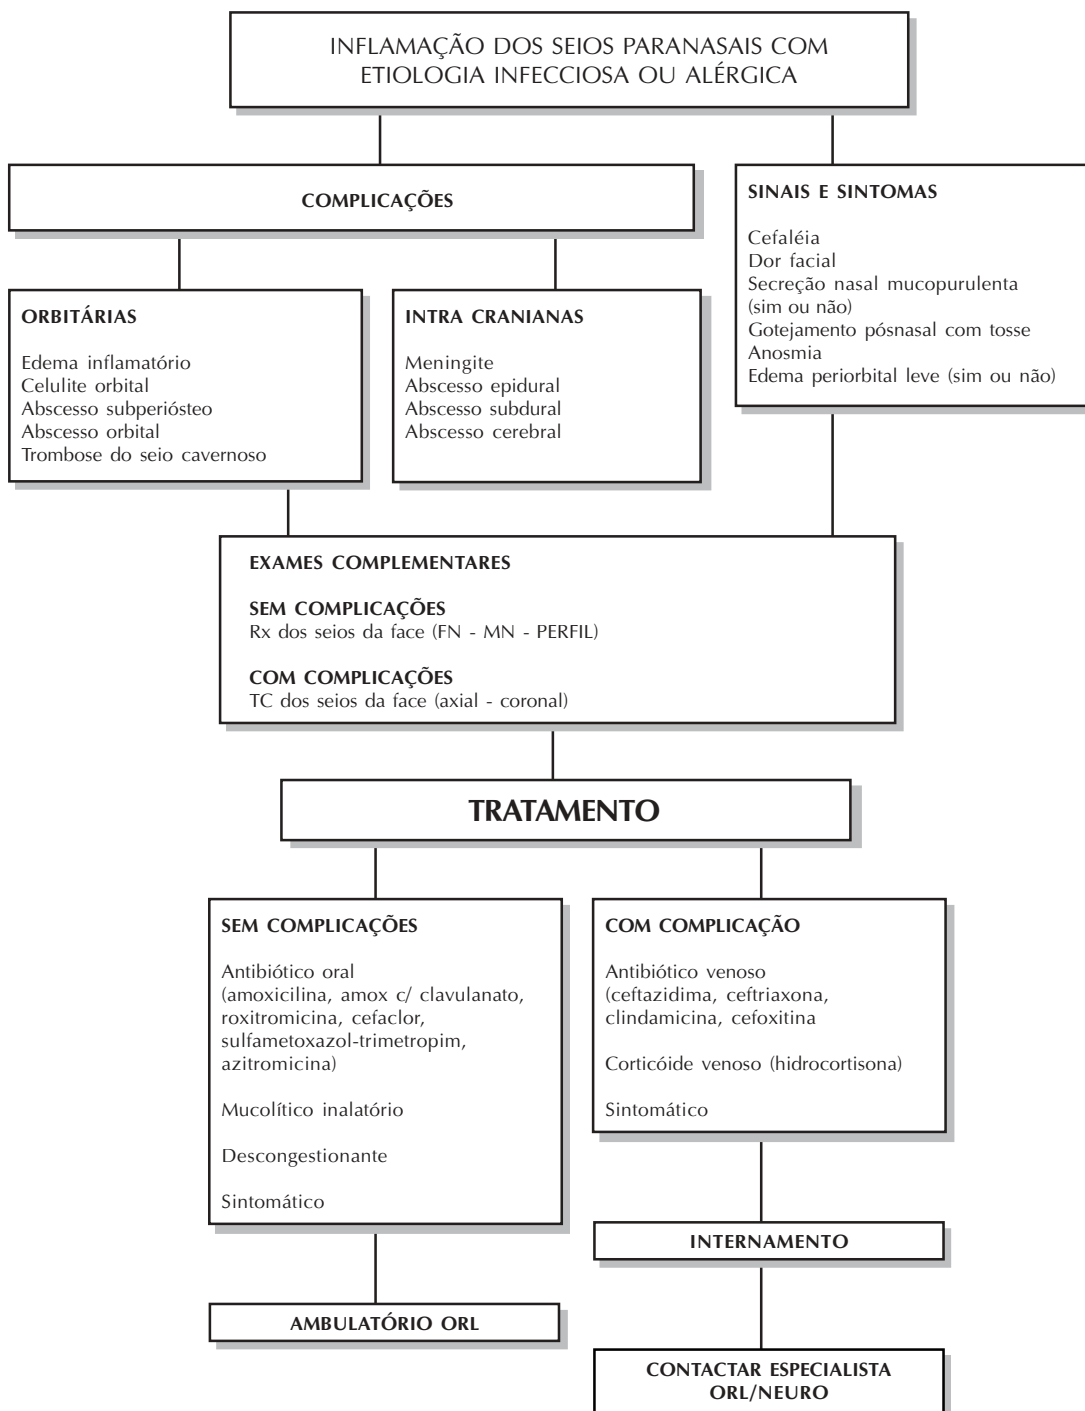 INFLAMAÇÃO DOS SEIOS PARANASAIS COM
ETIOLOGIA INFECCIOSA OU ALÉRGICA
COMPLICAÇÕES
SINAIS E SINTOMAS
Cefaléia
Dor facial
Secreção nasal mucopurulenta
(sim ou não)
Gotejamento pósnasal com tosse
Anosmia
Edema periorbital leve (sim ou não)
ORBITÁRIAS
Edema inflamatório
Celulite orbital
Abscesso subperiósteo
Abscesso orbital
Trombose do seio cavernoso
INTRA CRANIANAS
Meningite
Abscesso epidural
Abscesso subdural
Abscesso cerebral
EXAMES COMPLEMENTARES
SEM COMPLICAÇÕES
Rx dos seios da face (FN - MN - PERFIL)
COM COMPLICAÇÕES
TC dos seios da face (axial - coronal)
TRATAMENTO
SEM COMPLICAÇÕES
Antibiótico oral
(amoxicilina, amox c/ clavulanato,
roxitromicina, cefaclor,
sulfametoxazol-trimetropim,
azitromicina)
Mucolítico inalatório
Descongestionante
Sintomático
COM COMPLICAÇÃO
Antibiótico venoso
(ceftazidima, ceftriaxona,
clindamicina, cefoxitina
Corticóide venoso (hidrocortisona)
Sintomático
INTERNAMENTO
AMBULATÓRIO ORL
CONTACTAR ESPECIALISTA
ORL/NEURO